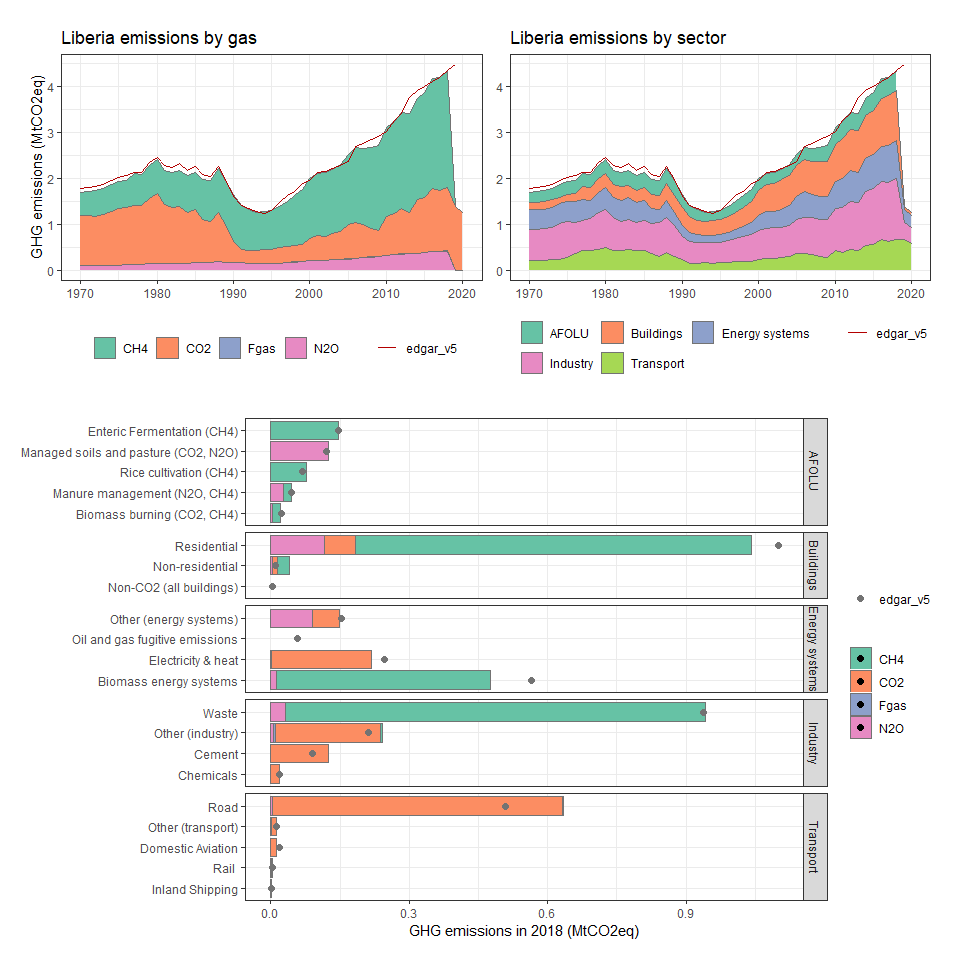 Liberia emissions by gas
Liberia emissions by sector
GHG emissions (MtCO2eq)
4
3
2
1
0
1970 1980 1990 2000 2010 2020
4
3
2
1
0
1970 1980 1990 2000 2010 2020
CH4 CO2 Fgas N2O edgar_v5
AFOLU Buildings Energy systems edgar_v5
Industry Transport
Enteric Fermentation (CH4)
Managed soils and pasture (CO2, N2O)
Rice cultivation (CH4)
Manure management (N2O, CH4)
Biomass burning (CO2, CH4)
AFOLU
Residential
Non-residential
Non-CO2 (all buildings)
Buildings
Other (energy systems)
Oil and gas fugitive emissions
Electricity & heat
Biomass energy systems
Energy systems
Waste
Other (industry)
Cement
Chemicals
Industry
Road
Other (transport)
Domestic Aviation
Rail
Inland Shipping
Transport
0.0 0.3 0.6 0.9
GHG emissions in 2018 (MtCO2eq)
edgar_v5
CH4
CO2
Fgas
N2O